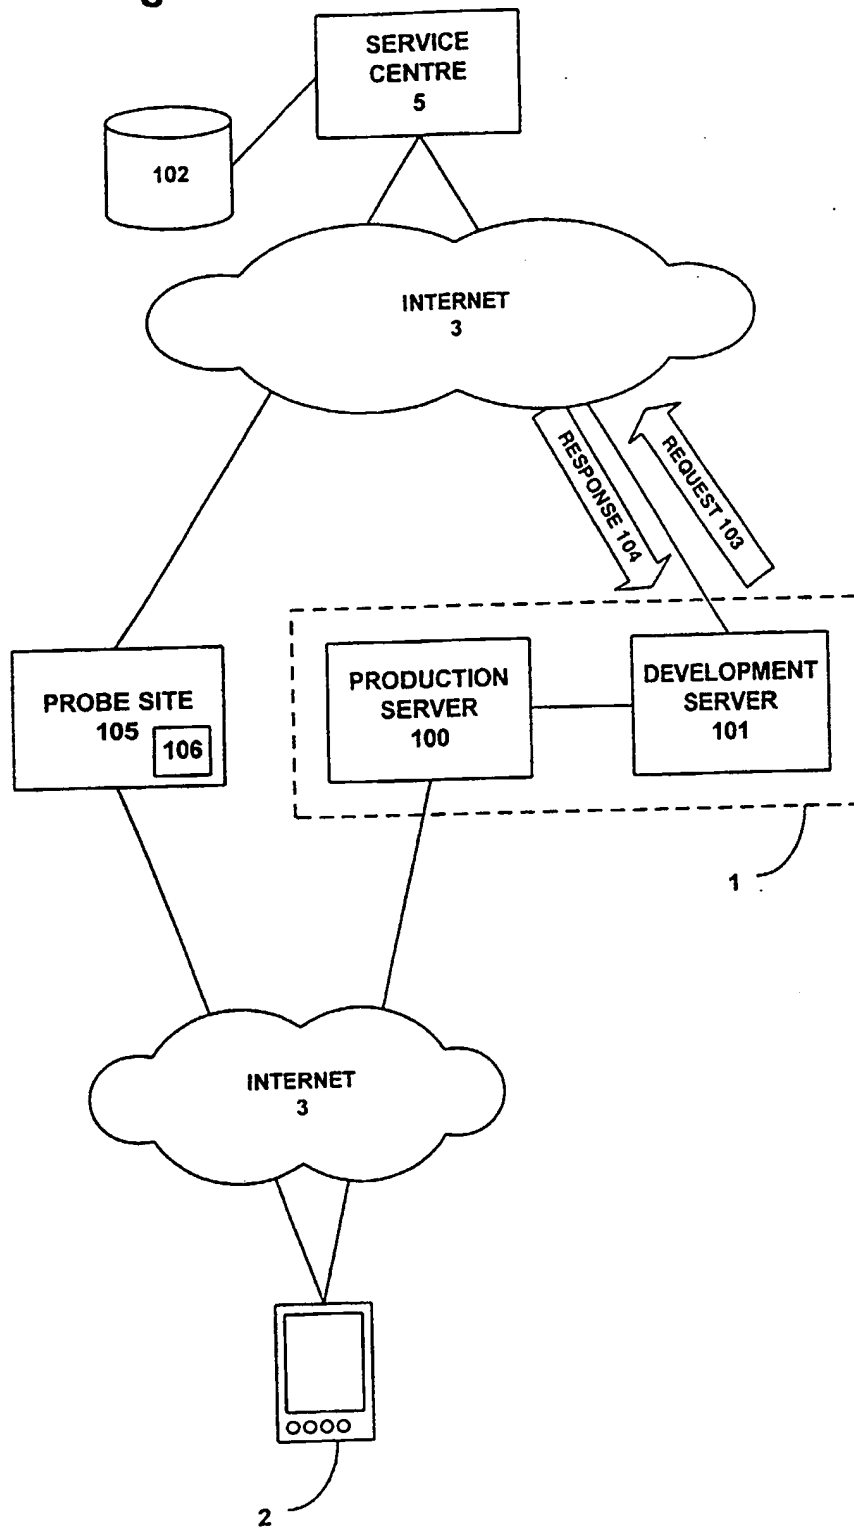 SERVICE
CENTRE
5
102
INTERNET
3
RESPONSE 104
REQUEST 103
PROBE SITE
105
106
PRODUCTION
SERVER
100
DEVELOPMENT
SERVER
101
1
INTERNET
3
2